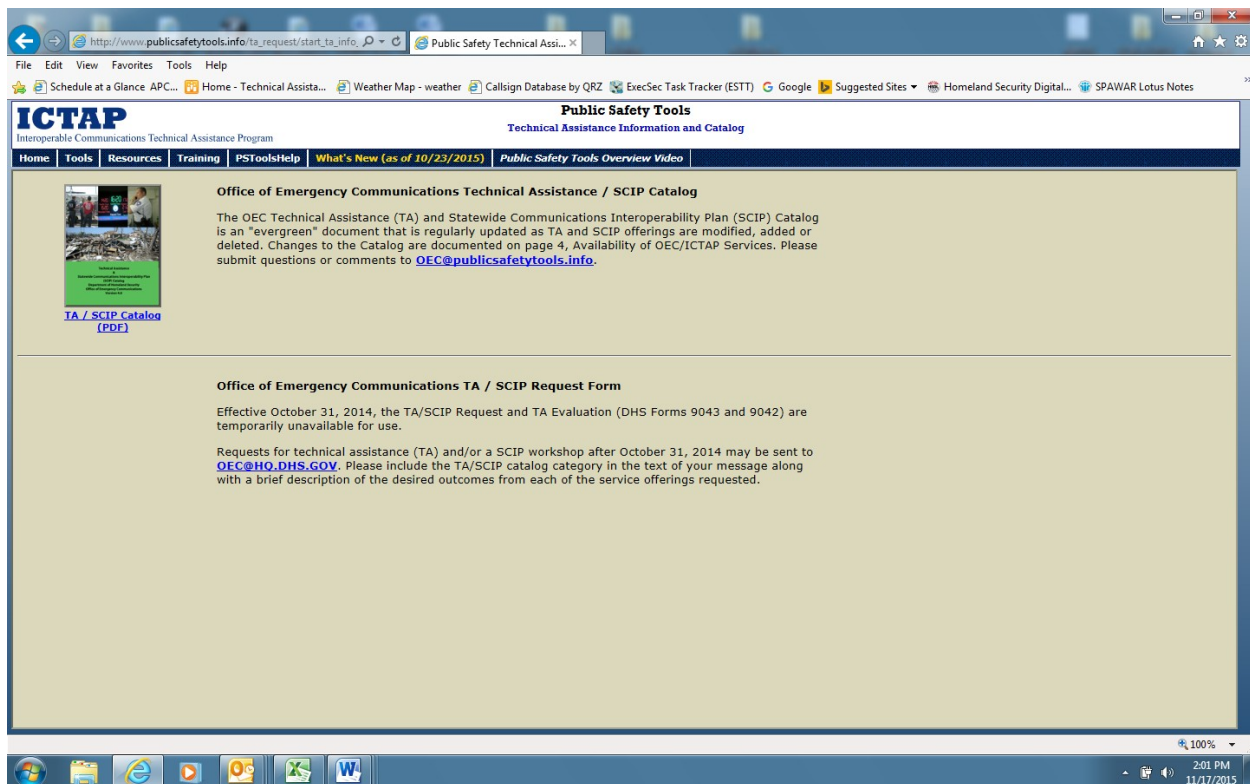 http://www.publicsafetytools.info/ta_request/start_ta_info.
Public Safety Technical Assi...
File Edit View Favorites Tools Help
Schedule at a Glance APC... Home - Technical Assista... Weather Map - weather Callsign Database by QRZ ExecSec Task Tracker (ESTT) Google Suggested Sites Homeland Security Digital... SPAWAR Lotus Notes
ICTAP
Interoperable Communications Technical Assistance Program
Public Safety Tools
Technical Assistance Information and Catalog
Home Tools Resources Training PSToolsHelp What's New (as of 10/23/2015) Public Safety Tools Overview Video
TA / SCIP Catalog
(PDF)
Office of Emergency Communications Technical Assistance / SCIP Catalog
The OEC Technical Assistance (TA) and Statewide Communications Interoperability Plan (SCIP) Catalog
is an "evergreen" document that is regularly updated as TA and SCIP offerings are modified, added or
deleted. Changes to the Catalog are documented on page 4, Availability of OEC/ICTAP Services. Please
submit questions or comments to OEC@publicsafetytools.info.
Office of Emergency Communications TA / SCIP Request Form
Effective October 31, 2014, the TA/SCIP Request and TA Evaluation (DHS Forms 9043 and 9042) are
temporarily unavailable for use.
Requests for technical assistance (TA) and/or a SCIP workshop after October 31, 2014 may be sent to
OEC@HQ.DHS.GOV. Please include the TA/SCIP catalog category in the text of your message along
with a brief description of the desired outcomes from each of the service offerings requested.
100%
2:01 PM
11/17/2015